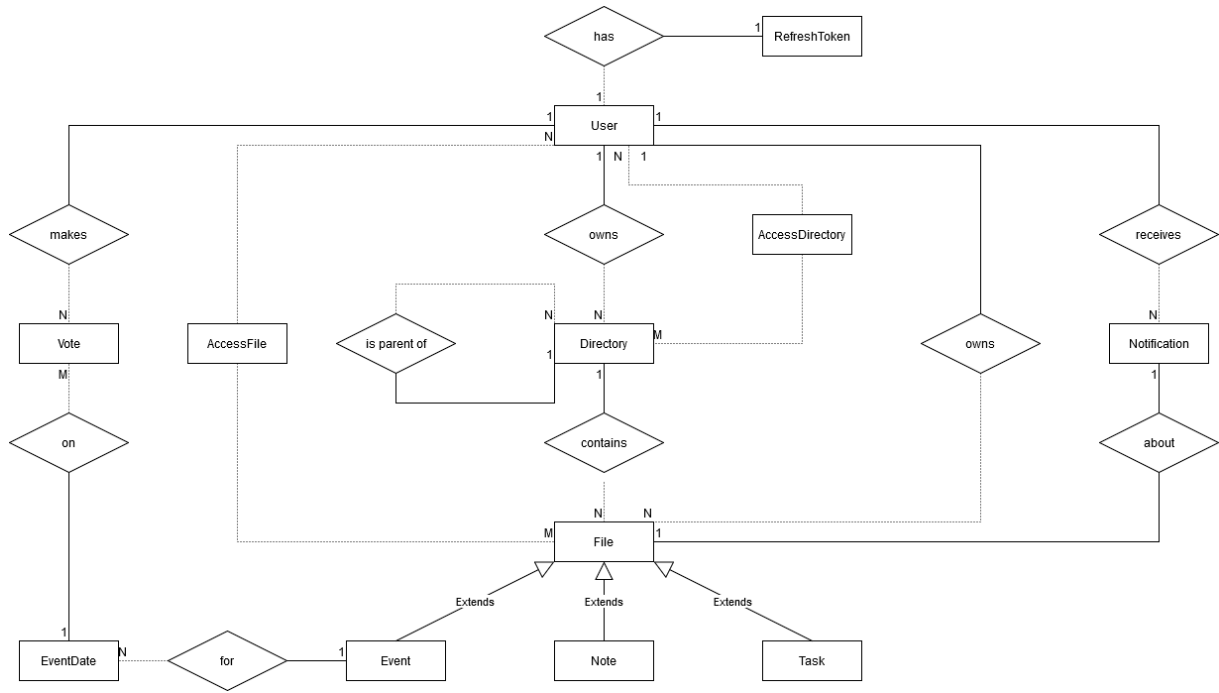 has
1
RefreshToken
1
1
User
1
N
1
N
1
makes
owns
AccessDirectory
receives
N
N
N
M
N
Vote
AccessFile
is parent of
Directory
owns
Notification
1
M
1
1
on
contains
about
N
N
M
File
1
Extends
Extends
Extends
1
N
1
EventDate
for
Event
Note
Task